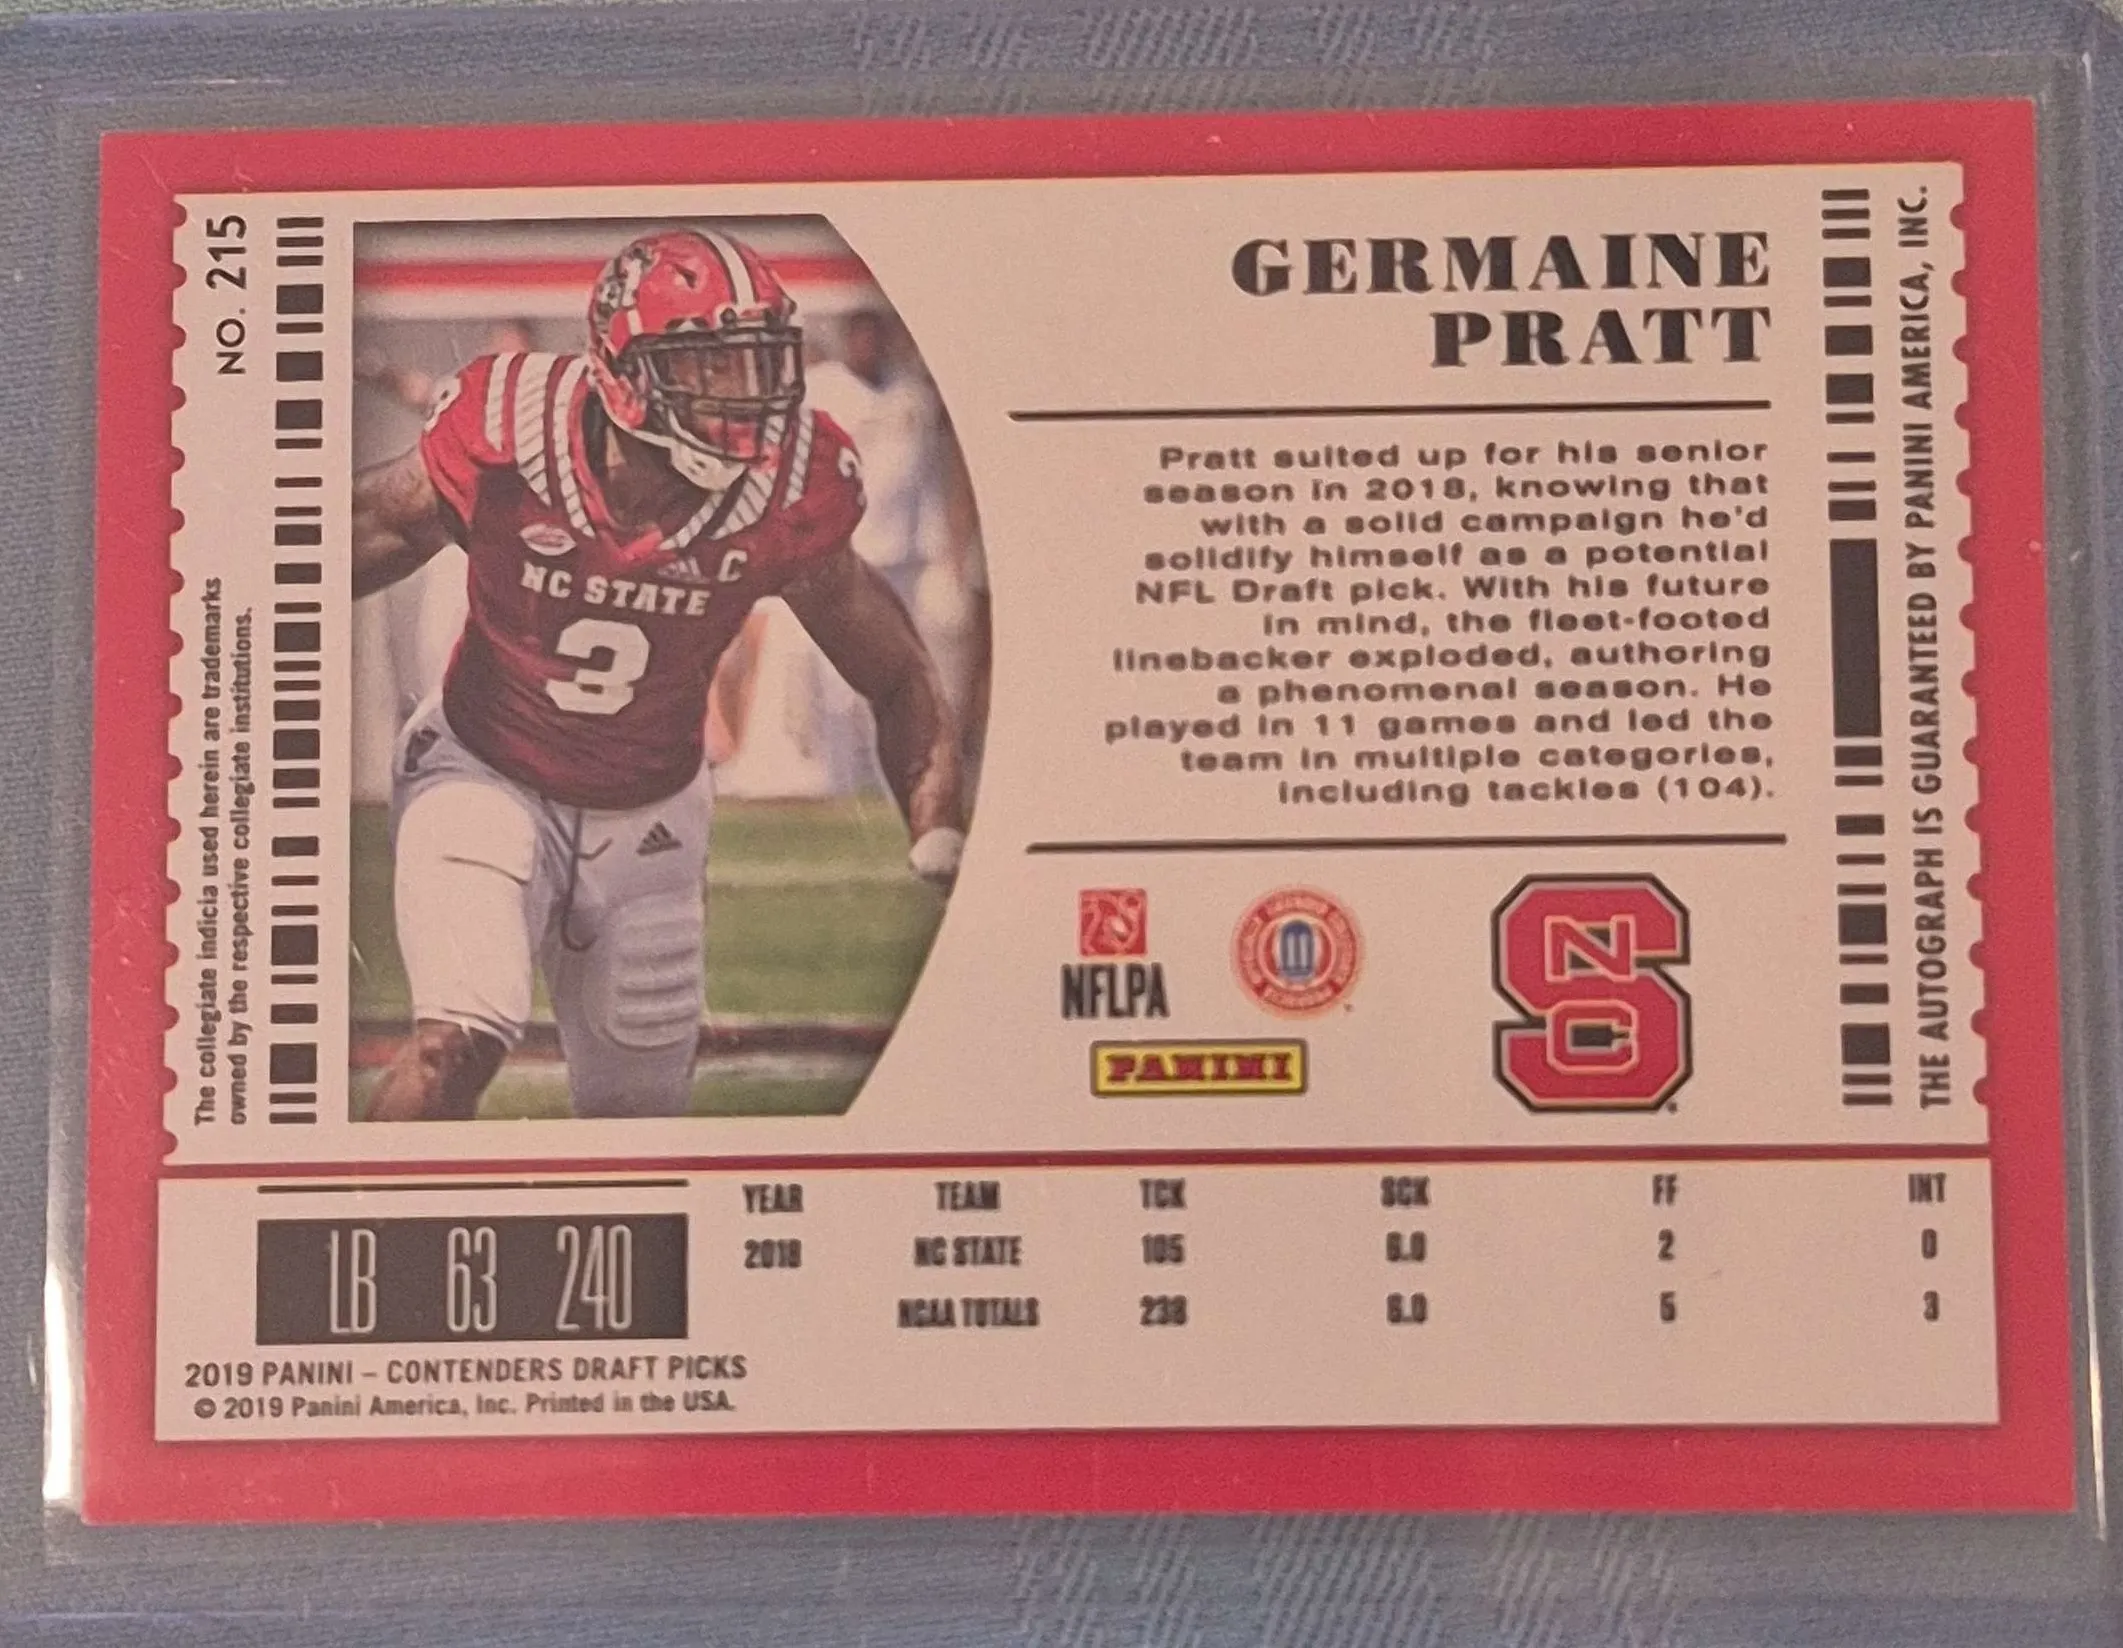 NO. 215
The collegiate indicia used herein are trademarks
owned by the respective collegiate institutions.
NC STATE
3
C
GERMAINE
PRATT
Pratt suited up for his senior
season in 2018, knowing that
with a solid campaign he'd
solidify himself as a potential
NFL Draft pick. With his future
in mind, the fleet-footed
linebacker exploded, authoring
a phenomenal season. He
played in 11 games and led the
team in multiple categories,
including tackles (104).
NFLPA
PANINI
NCS
THE AUTOGRAPH IS GUARANTEED BY PANINI AMERICA, INC.
LB 63 240
YEAR TEAM TCK SCK FF INT
2018 NC STATE 105 6.0 2 0
NCAA TOTALS 238 8.0 5 3
2019 PANINI – CONTENDERS DRAFT PICKS
© 2019 Panini America, Inc. Printed in the USA.